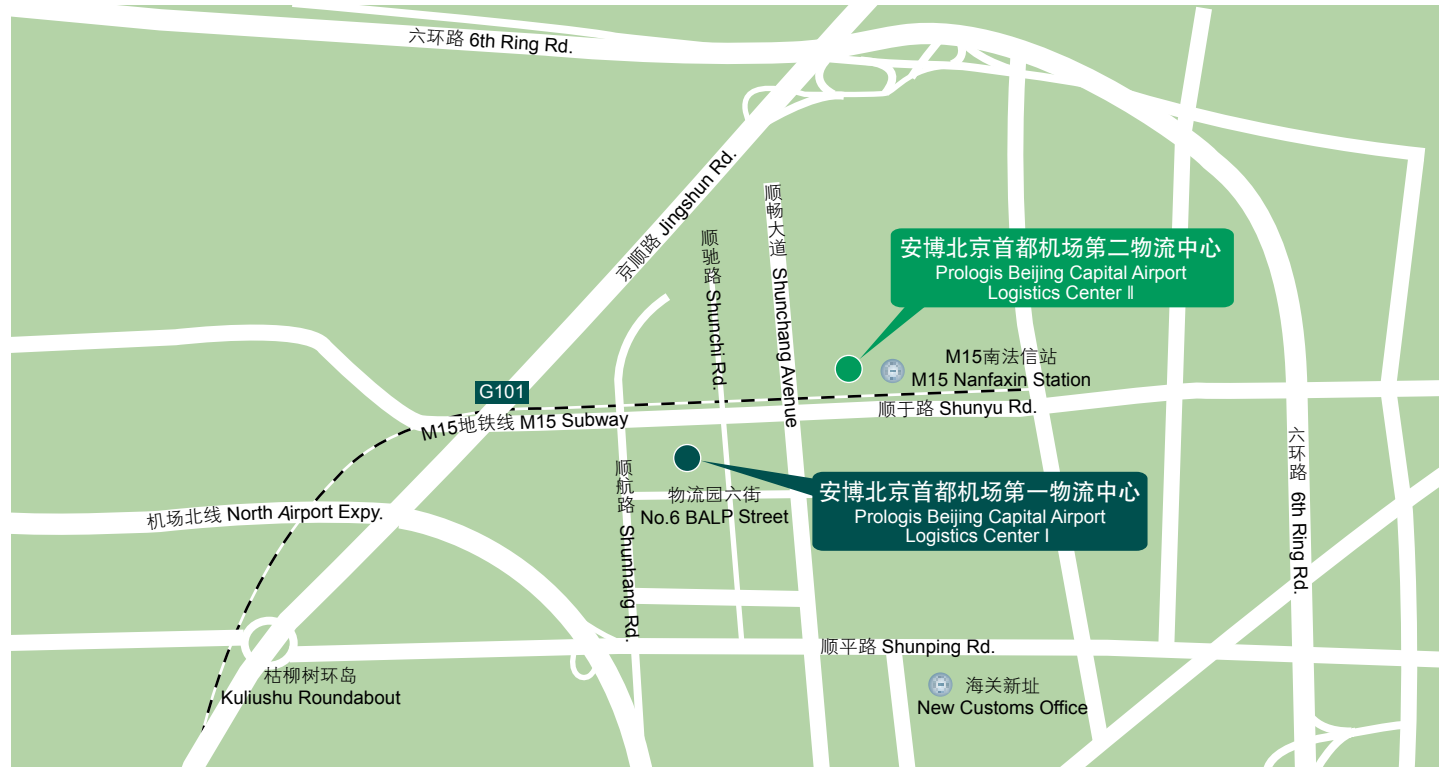 六环路 6th Ring Rd.
京顺路 Jingshun Rd.
顺驰路 Shunchi Rd.
顺畅大道 Shunchang Avenue
安博北京首都机场第二物流中心
Prologis Beijing Capital Airport
Logistics Center Ⅱ
M15南法信站
M15 Nanfaxin Station
G101
M15地铁线 M15 Subway
顺于路 Shunyu Rd.
顺航路 Shunhang Rd.
物流园六街
No.6 BALP Street
安博北京首都机场第一物流中心
Prologis Beijing Capital Airport
Logistics Center Ⅰ
六环路 6th Ring Rd.
机场北线 North Airport Expy.
顺平路 Shunping Rd.
枯柳树环岛
Kuliushu Roundabout
海关新址
New Customs Office